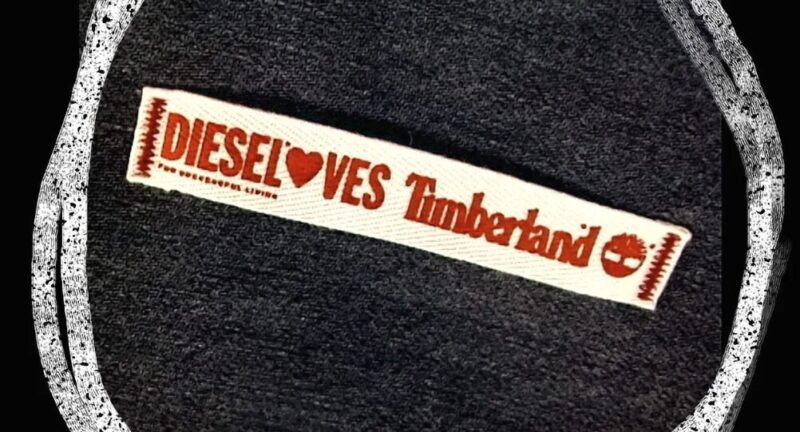 DIESEL❤VES Timberland
FOR SUCCESSFUL LIVING